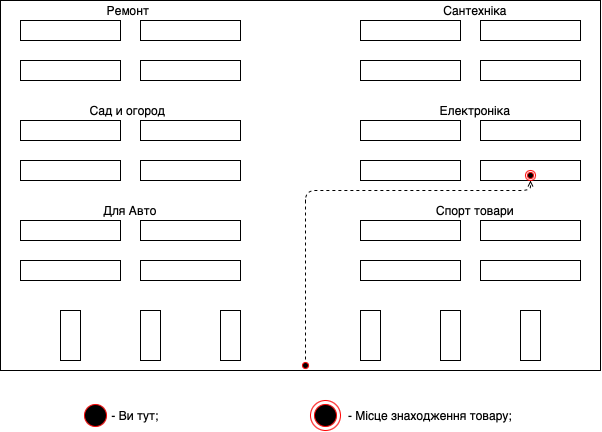 Ремонт
Сантехніка
Сад и огород
Електроніка
Для Авто
Спорт товари
- Ви тут;
- Місце знаходження товару;